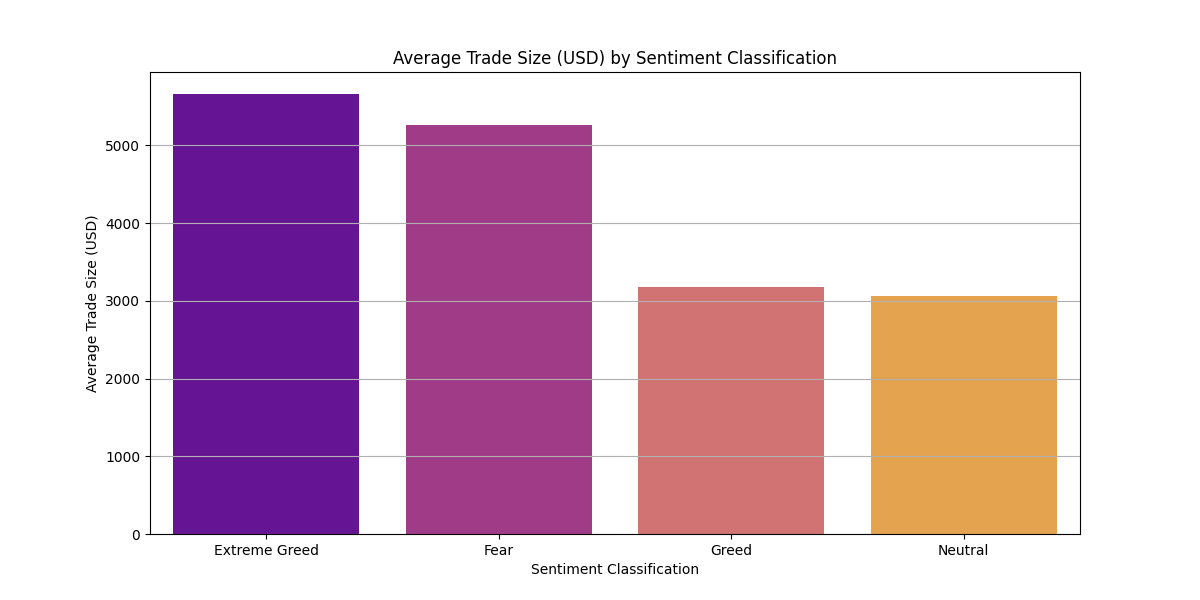 Average Trade Size (USD) by Sentiment Classification
Average Trade Size (USD)
5000
4000
3000
2000
1000
0
Extreme Greed
Fear
Greed
Neutral
Sentiment Classification